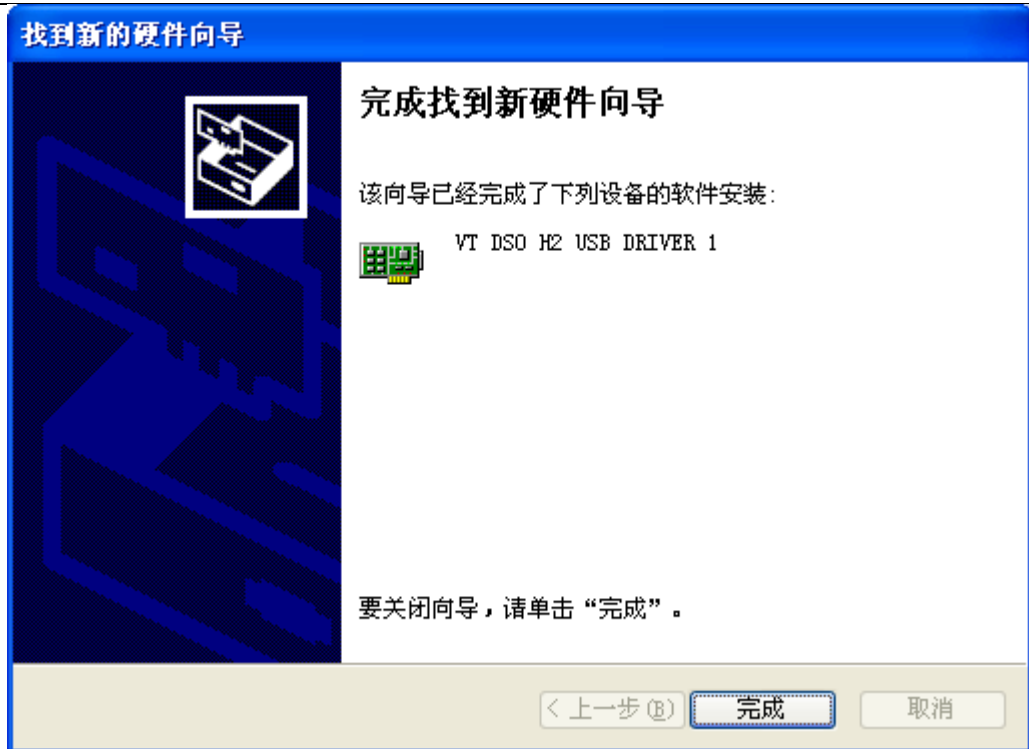 找到新的硬件向导
完成找到新硬件向导
该向导已经完成了下列设备的软件安装:
VT DSO H2 USB DRIVER 1
要关闭向导，请单击“完成”。
< 上一步(B)
完成
取消